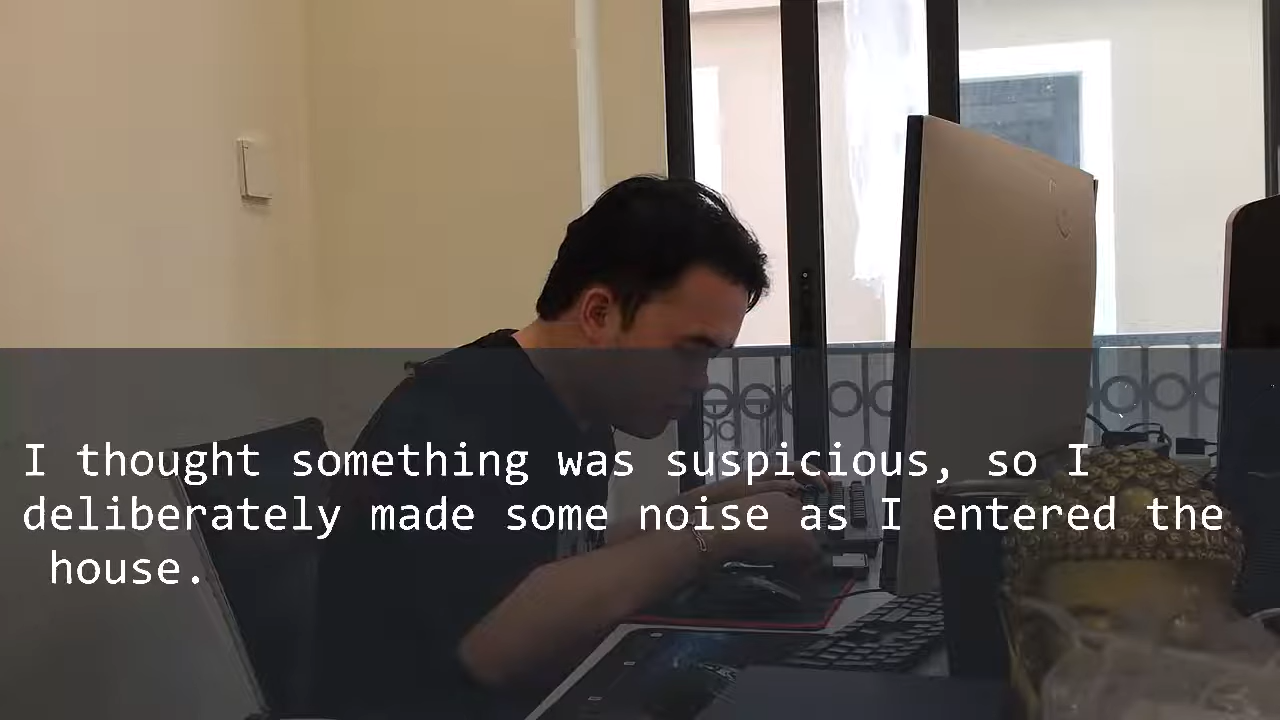 I thought something was suspicious, so I
deliberately made some noise as I entered the
house.